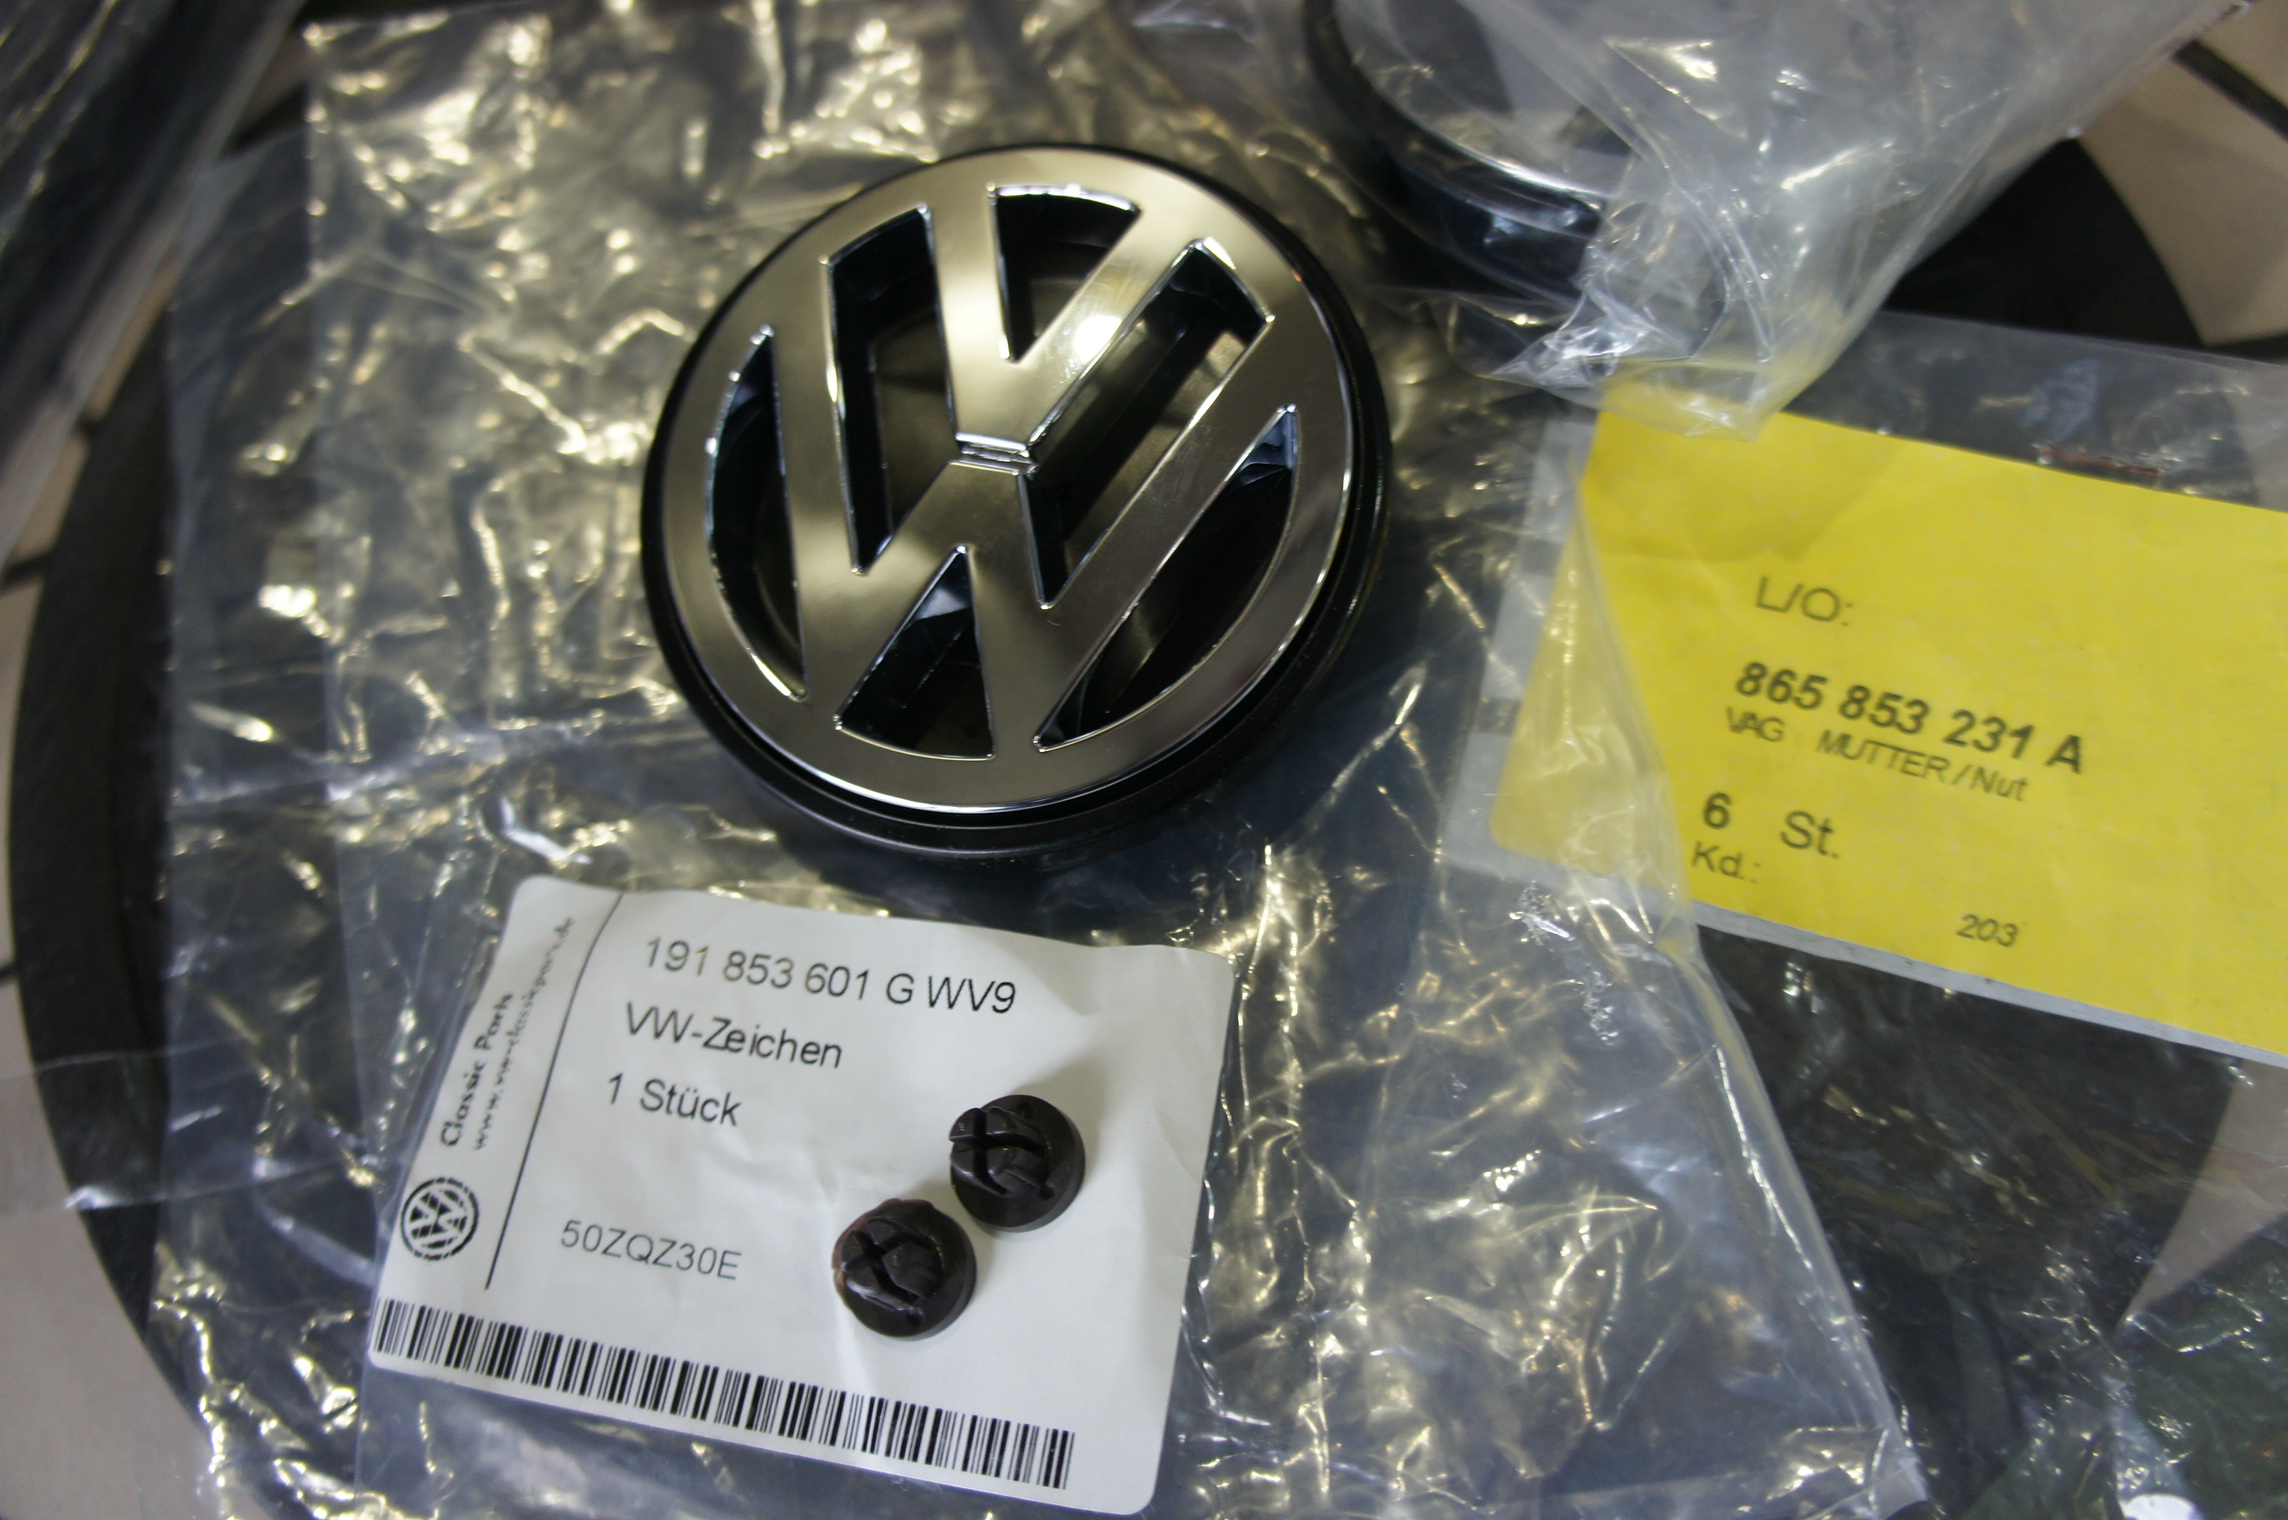 L/O:
865 853 231 A
VAG MUTTER/Nut
6 St.
Kd.:
203
191 853 601 G WV9
VW-Zeichen
1 Stück
50ZQZ30E
Classic Parts